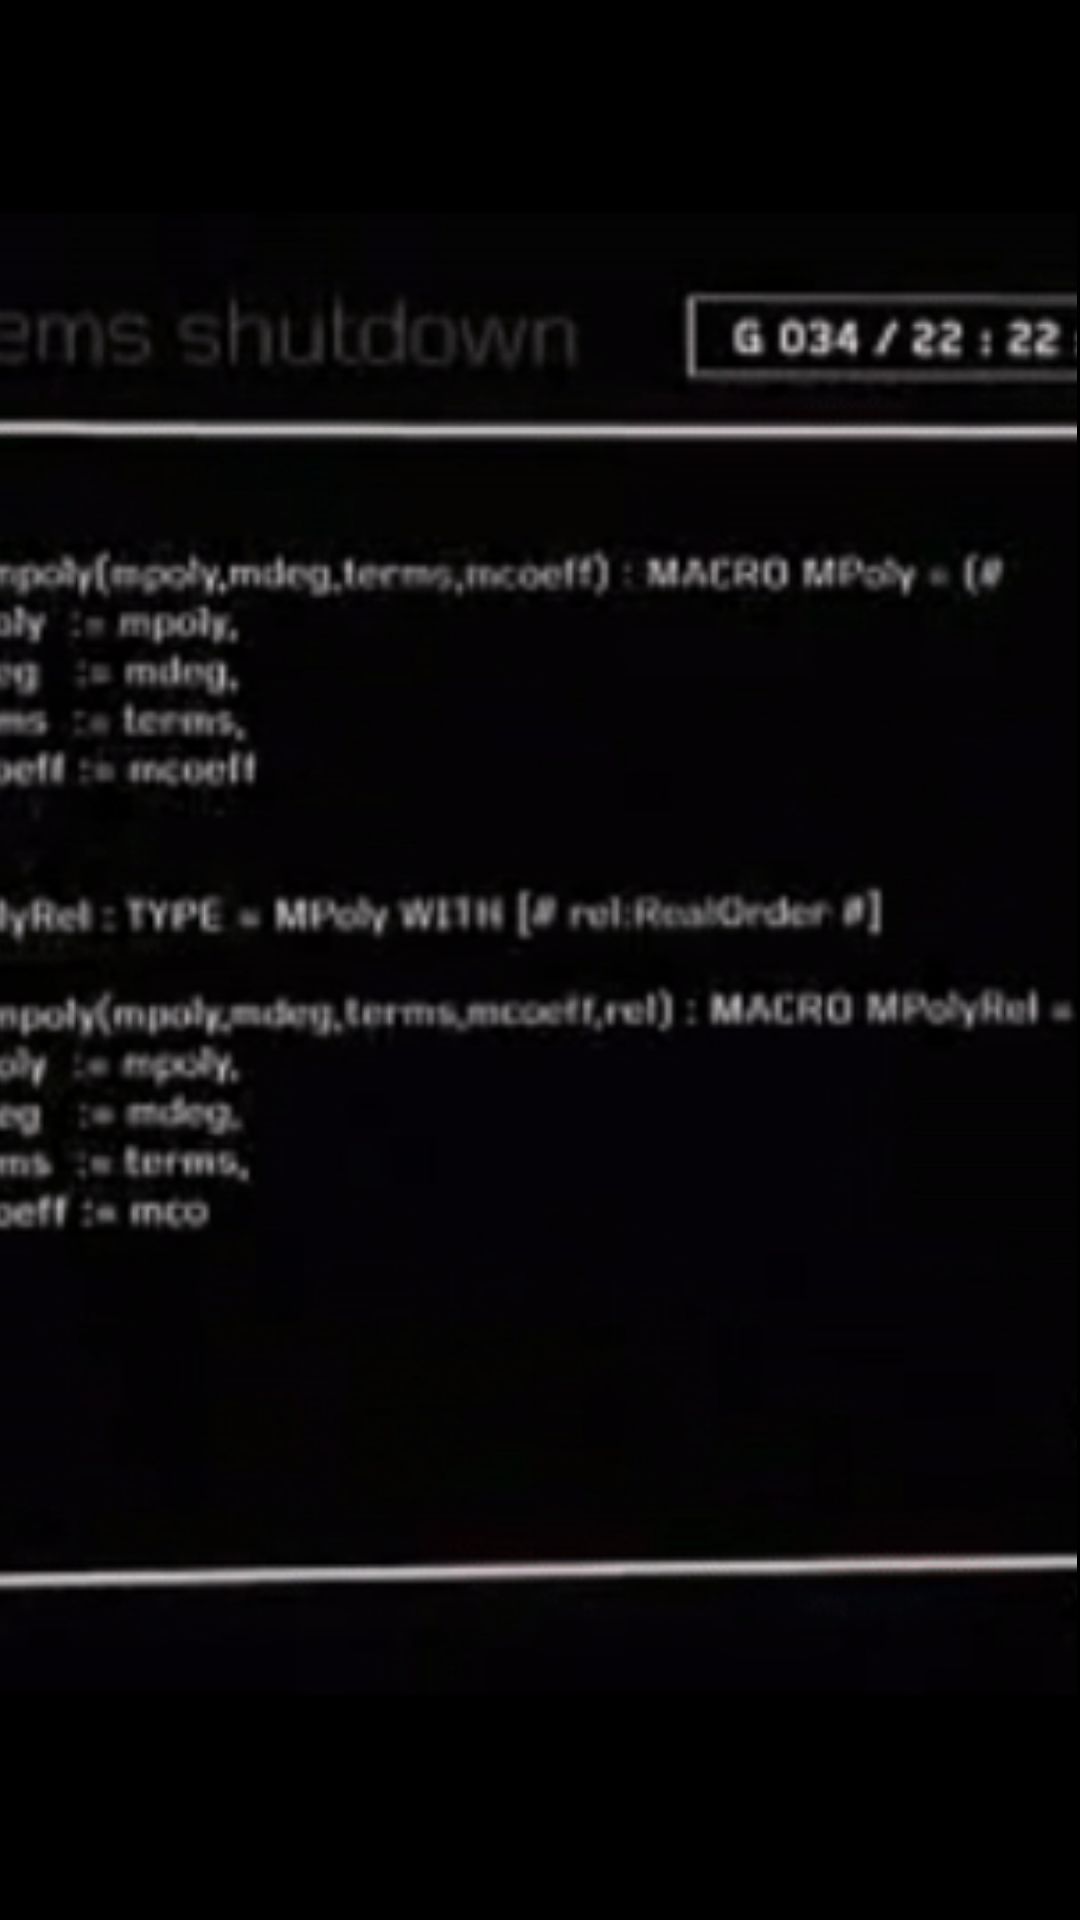 ems shutdown
G 034 / 22 : 22 :
mpoly(mpoly,mdeg,terms,mcoeff) : MACRO MPoly = (#
oly := mpoly,
eg := mdeg,
ms := terms,
oeff := mcoeff
lyRel : TYPE = MPoly WITH [# rel:RealOrder #]
mpoly(mpoly,mdeg,terms,mcoeff,rel) : MACRO MPolyRel =
oly := mpoly,
eg := mdeg,
ms := terms,
oeff := mco